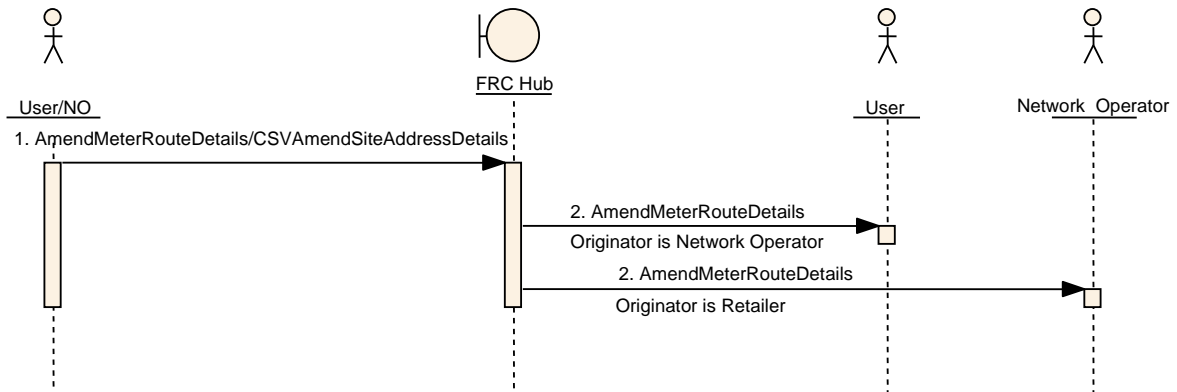 FRC Hub
User/NO
User
Network Operator
1. AmendMeterRouteDetails/CSVAmendSiteAddressDetails
2. AmendMeterRouteDetails
Originator is Network Operator
2. AmendMeterRouteDetails
Originator is Retailer